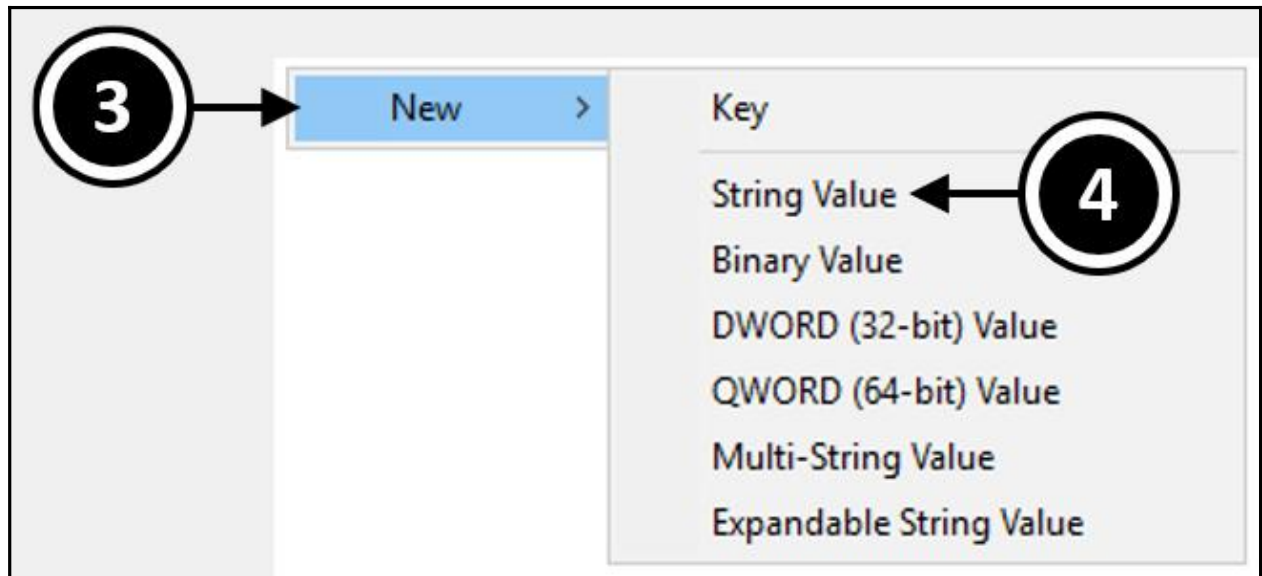 3
New >
Key
String Value
4
Binary Value
DWORD (32-bit) Value
QWORD (64-bit) Value
Multi-String Value
Expandable String Value